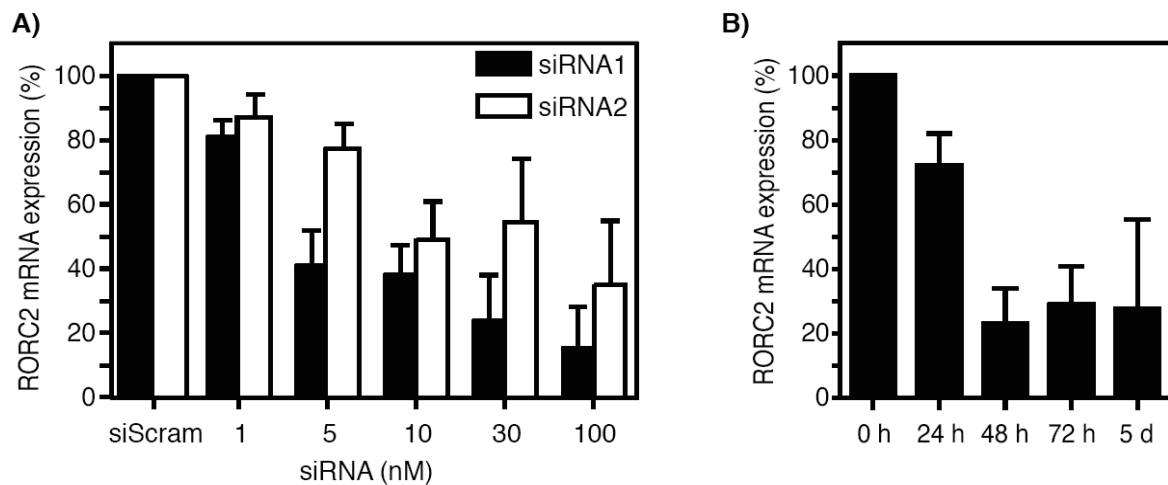 A)
RORC2 mRNA expression (%)
100
80
60
40
20
0
siRNA1
siRNA2
siScram 1 5 10 30 100
siRNA (nM)
B)
RORC2 mRNA expression (%)
100
80
60
40
20
0
0 h 24 h 48 h 72 h 5 d